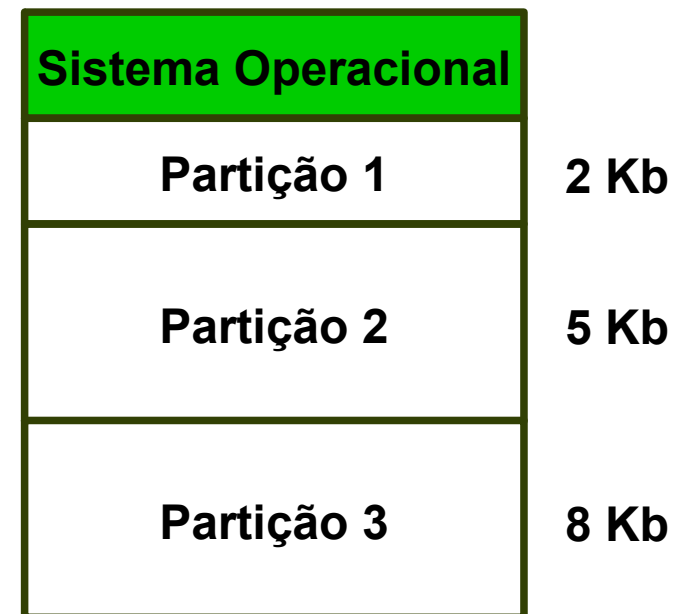 Sistema Operacional
Partição 1 2 Kb
Partição 2 5 Kb
Partição 3 8 Kb